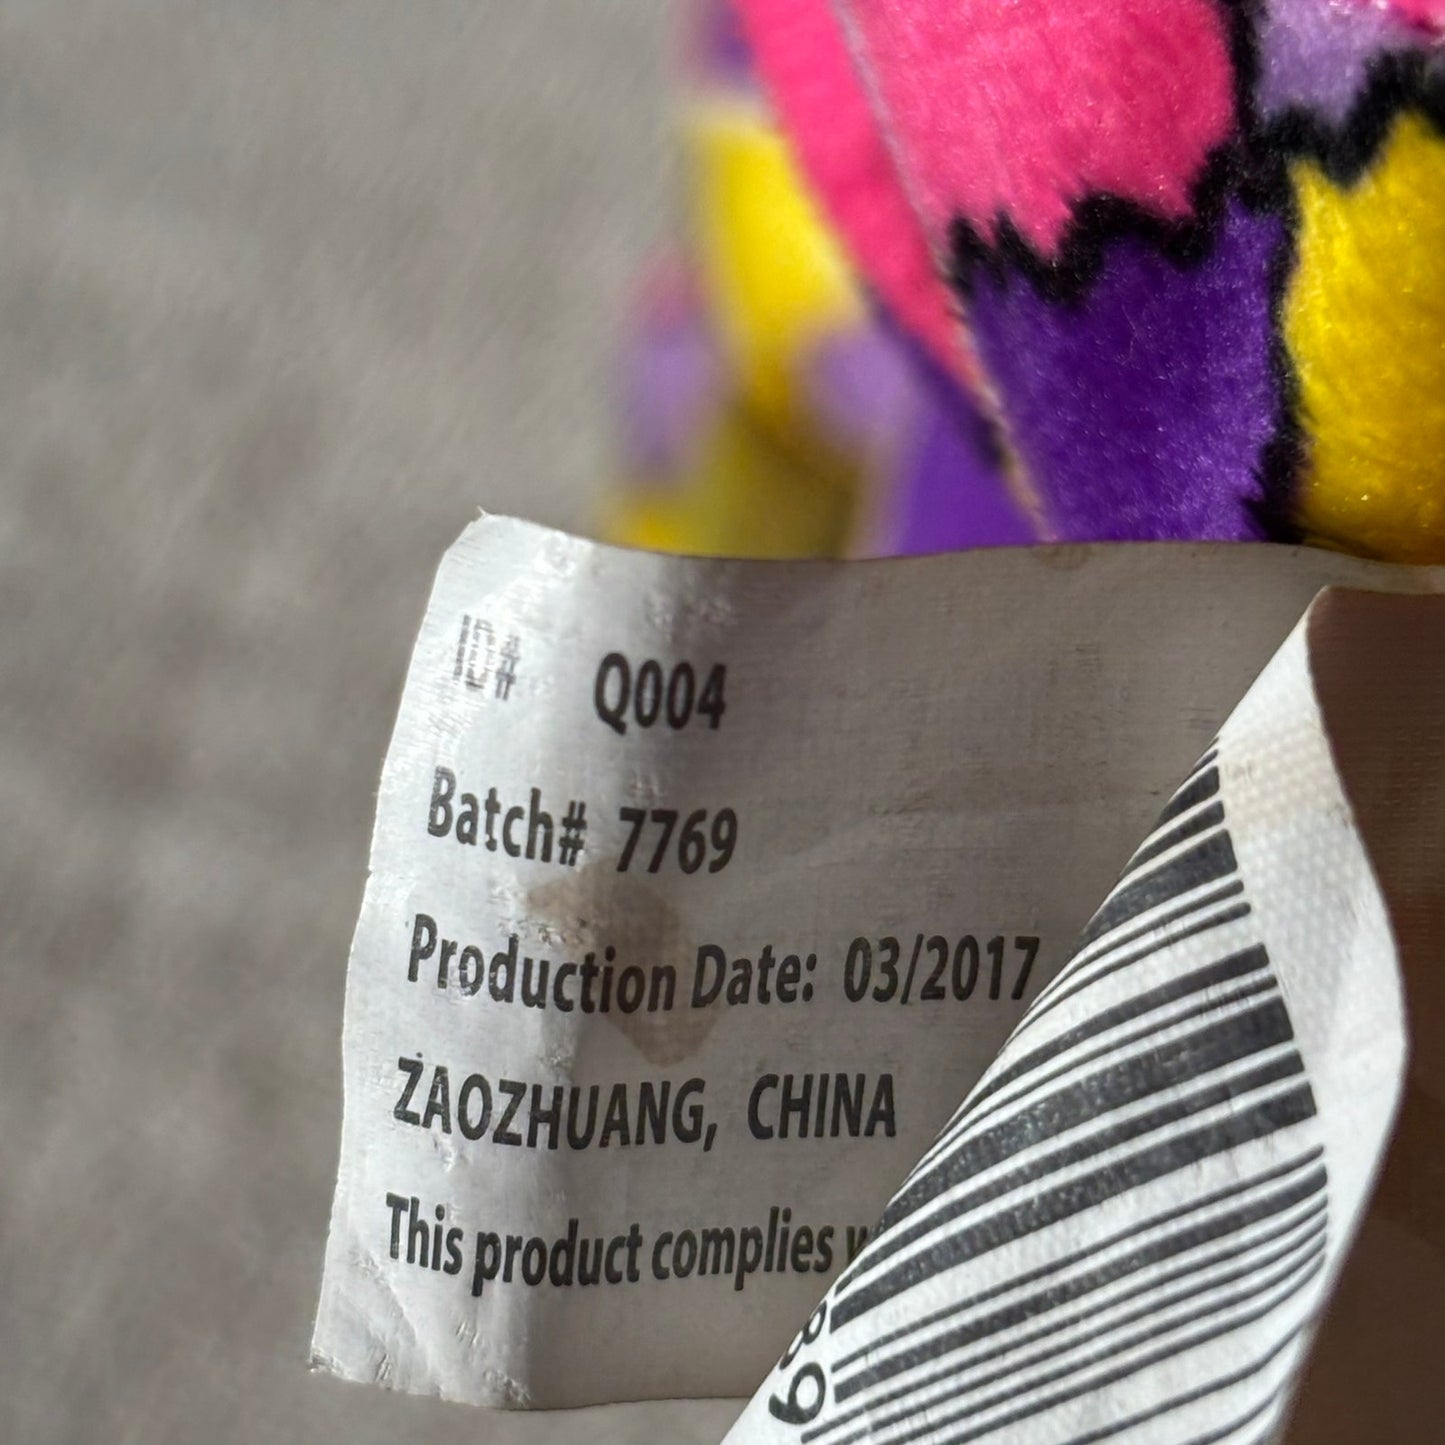 ID# Q004
Batch# 7769
Production Date: 03/2017
ZAOZHUANG, CHINA
This product complies